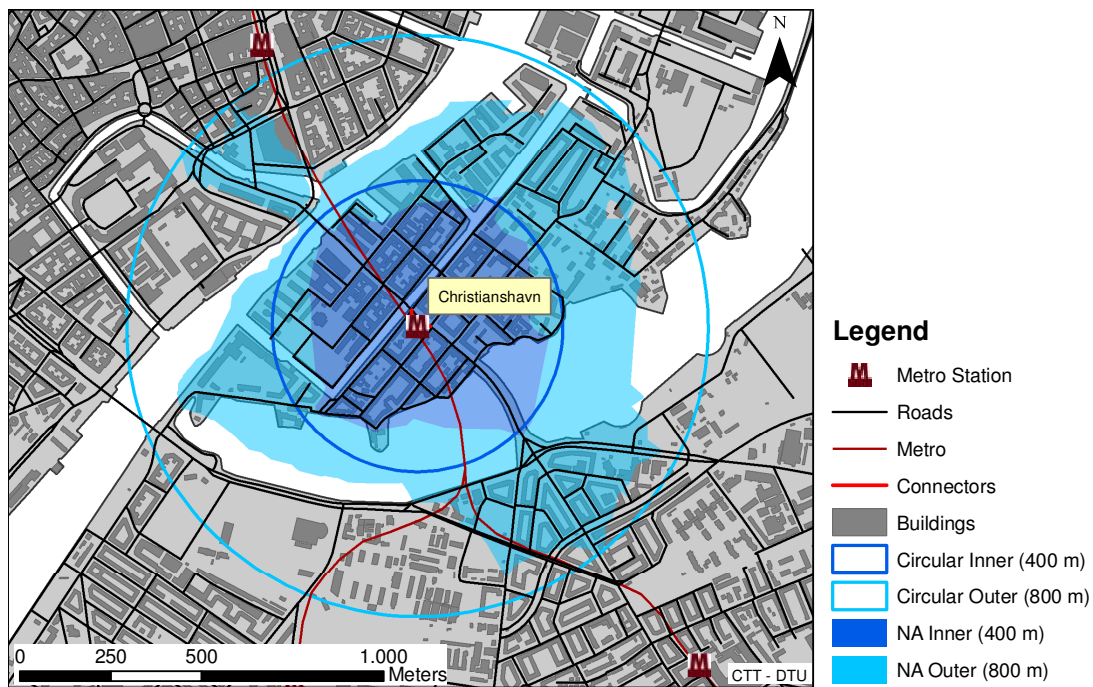 N
Christianshavn
0 250 500 1.000
Meters
CTT - DTU
Legend
M Metro Station
Roads
Metro
Connectors
Buildings
Circular Inner (400 m)
Circular Outer (800 m)
NA Inner (400 m)
NA Outer (800 m)